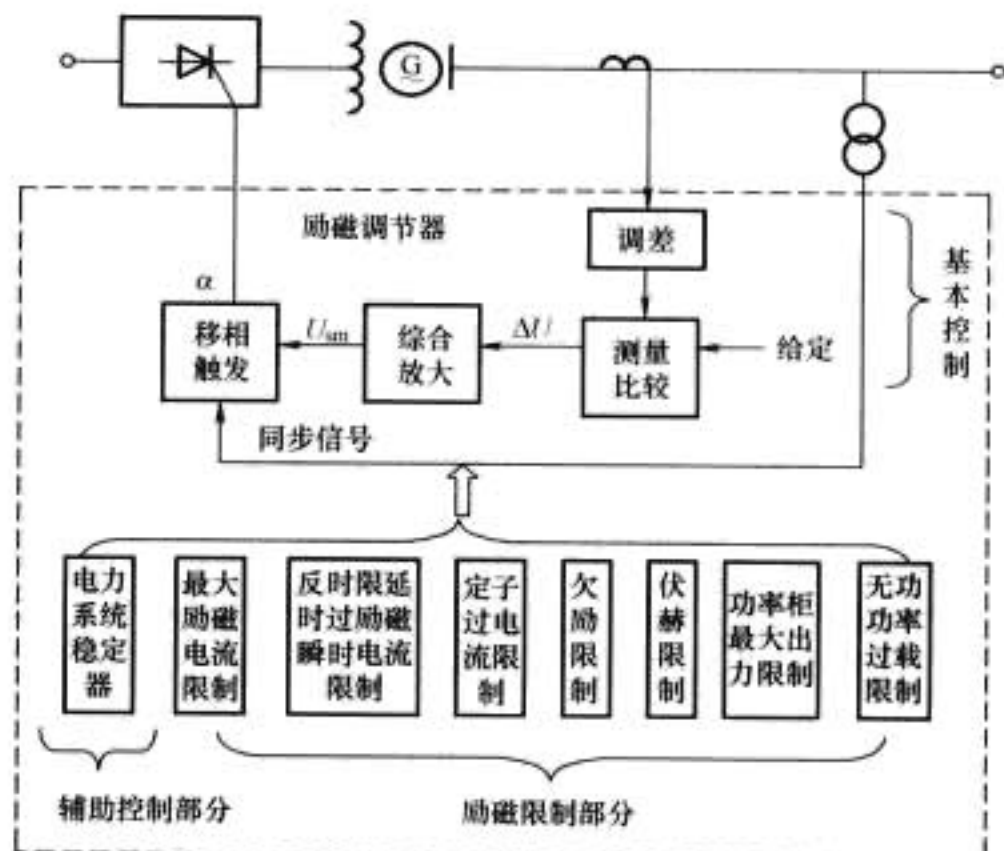 G
励磁调节器
调差
基本控制
α
移相
触发
U_sm
综合
放大
ΔU
测量
比较
给定
同步信号
电力
系统
稳定
器
最大
励磁
电流
限制
反时限延
时过励磁
瞬时电流
限制
定子
过电
流限
制
欠
励
限
制
伏
赫
限
制
功率柜
最大出
力限制
无功
功率
过载
限制
辅助控制部分
励磁限制部分